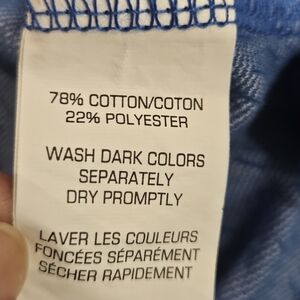 78% COTTON/COTON
22% POLYESTER
WASH DARK COLORS
SEPARATELY
DRY PROMPTLY
LAVER LES COULEURS
FONCÉES SÉPARÉMENT
SÉCHER RAPIDEMENT